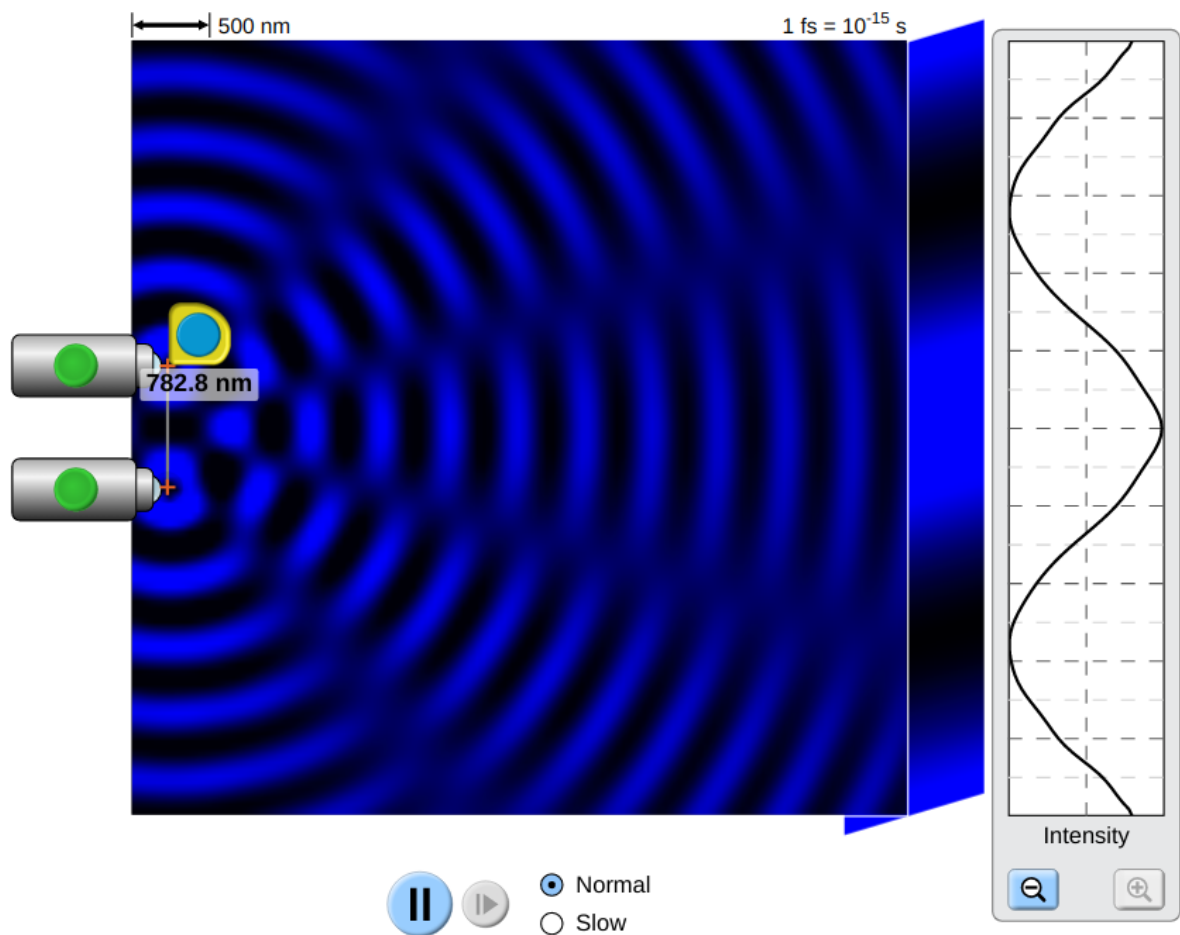 500 nm
1 fs = 10⁻¹⁵ s
782.8 nm
Intensity
Normal
Slow